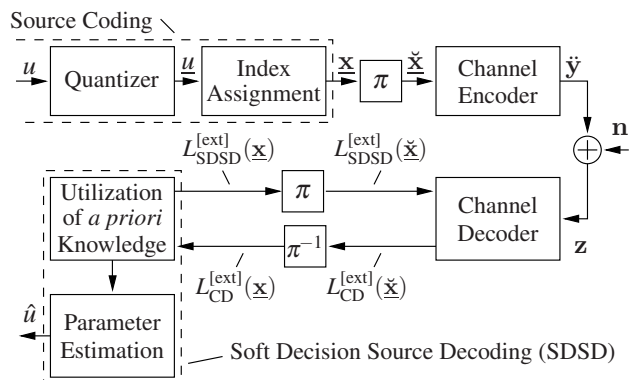 Source Coding
u
Quantizer
u̲
Index
Assignment
x̲
π
x̲̆
Channel
Encoder
ÿ
n
+
L[ext]SDSD(x̲)
L[ext]SDSD(x̲̆)
Utilization
of a priori
Knowledge
π
Channel
Decoder
z
π−1
L[ext]CD(x̲)
L[ext]CD(x̲̆)
û
Parameter
Estimation
Soft Decision Source Decoding (SDSD)